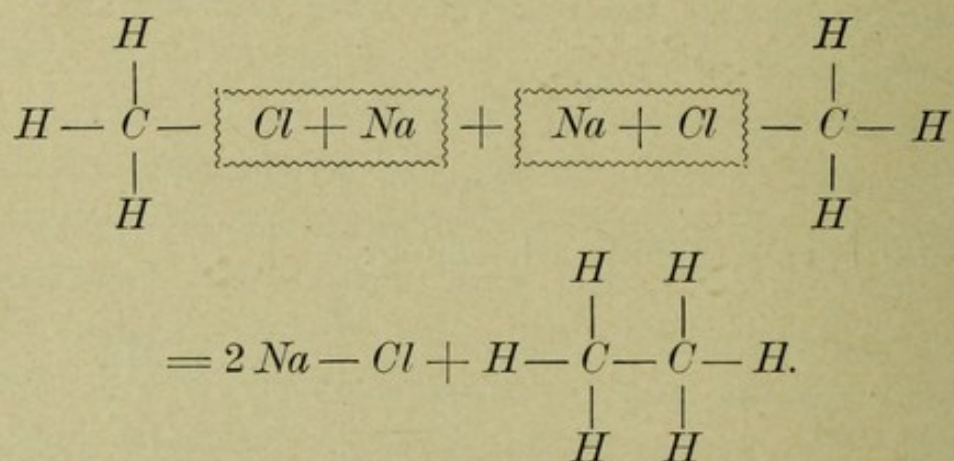 H H
H — C — Cl + Na + Na + Cl — C — H
H H
H H
= 2 Na — Cl + H — C — C — H.
H H